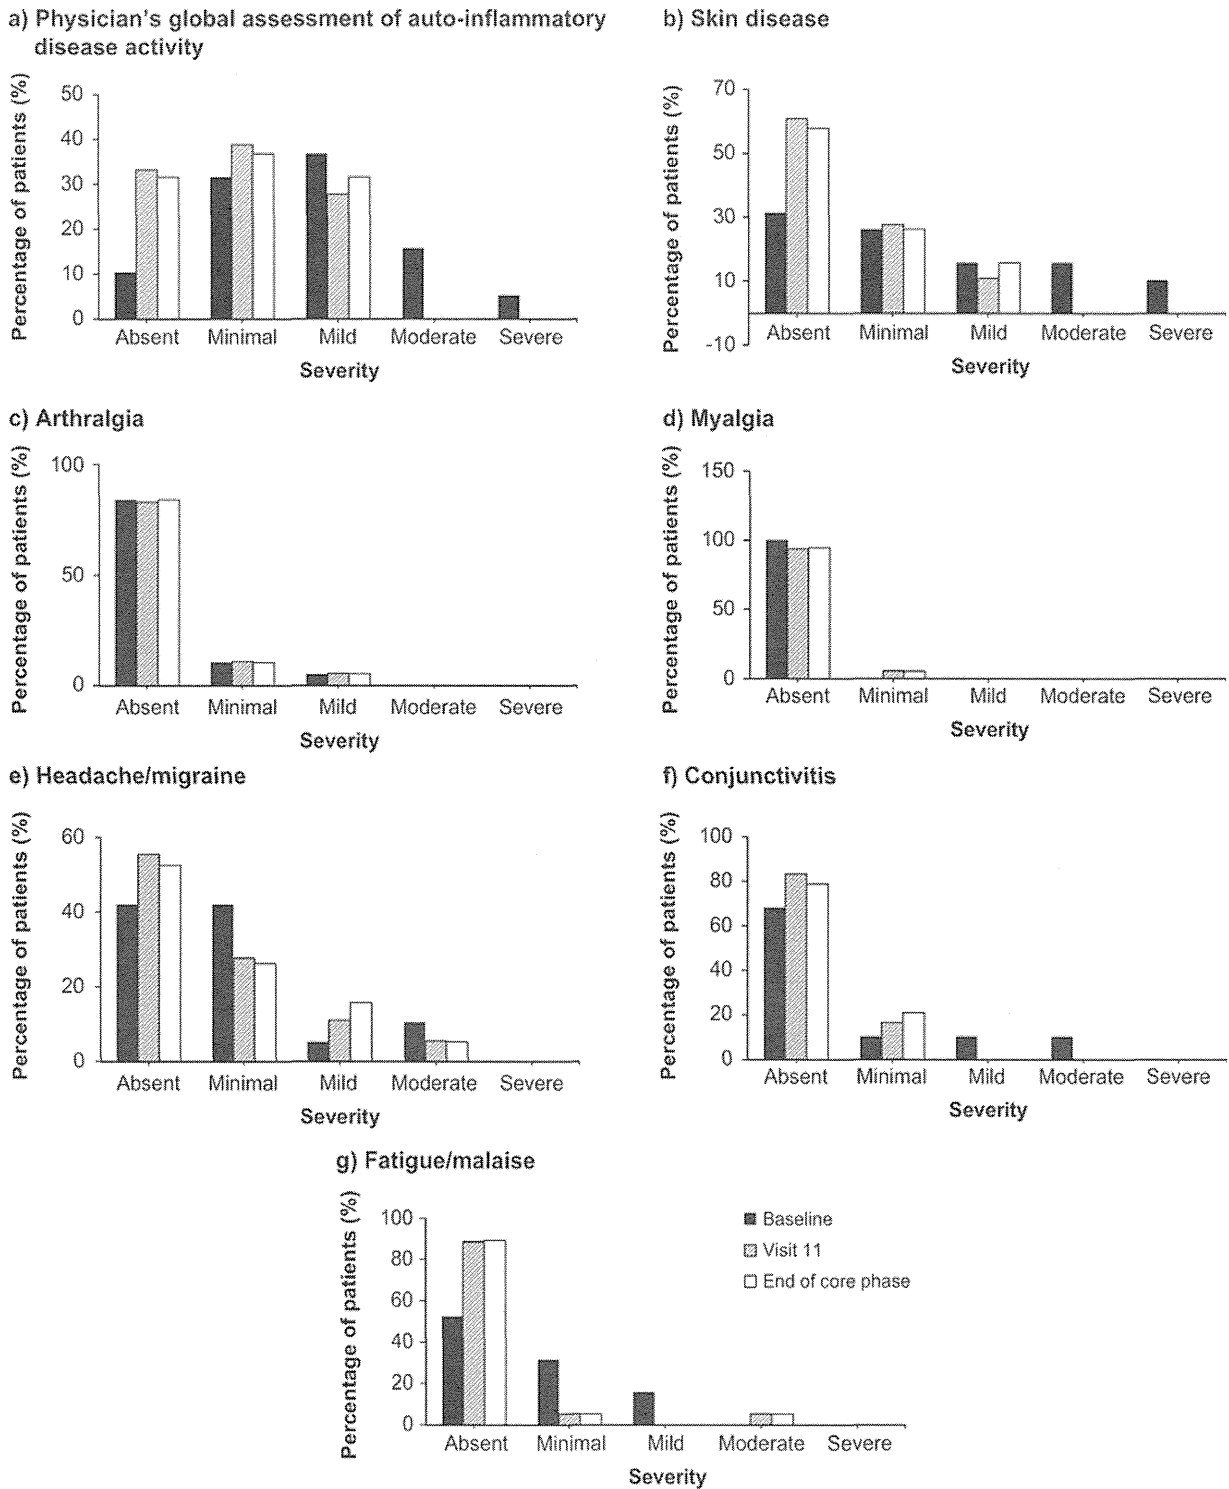 a) Physician's global assessment of auto-inflammatory
disease activity
Percentage of patients (%)
50
40
30
20
10
0
Absent Minimal Mild Moderate Severe
Severity
b) Skin disease
Percentage of patients (%)
70
50
30
10
-10
Absent Minimal Mild Moderate Severe
Severity
c) Arthralgia
Percentage of patients (%)
100
50
0
Absent Minimal Mild Moderate Severe
Severity
d) Myalgia
Percentage of patients (%)
150
100
50
0
Absent Minimal Mild Moderate Severe
Severity
e) Headache/migraine
Percentage of patients (%)
60
40
20
0
Absent Minimal Mild Moderate Severe
Severity
f) Conjunctivitis
Percentage of patients (%)
100
80
60
40
20
0
Absent Minimal Mild Moderate Severe
Severity
g) Fatigue/malaise
Percentage of patients (%)
100
80
60
40
20
0
Absent Minimal Mild Moderate Severe
Severity
Baseline
Visit 11
End of core phase